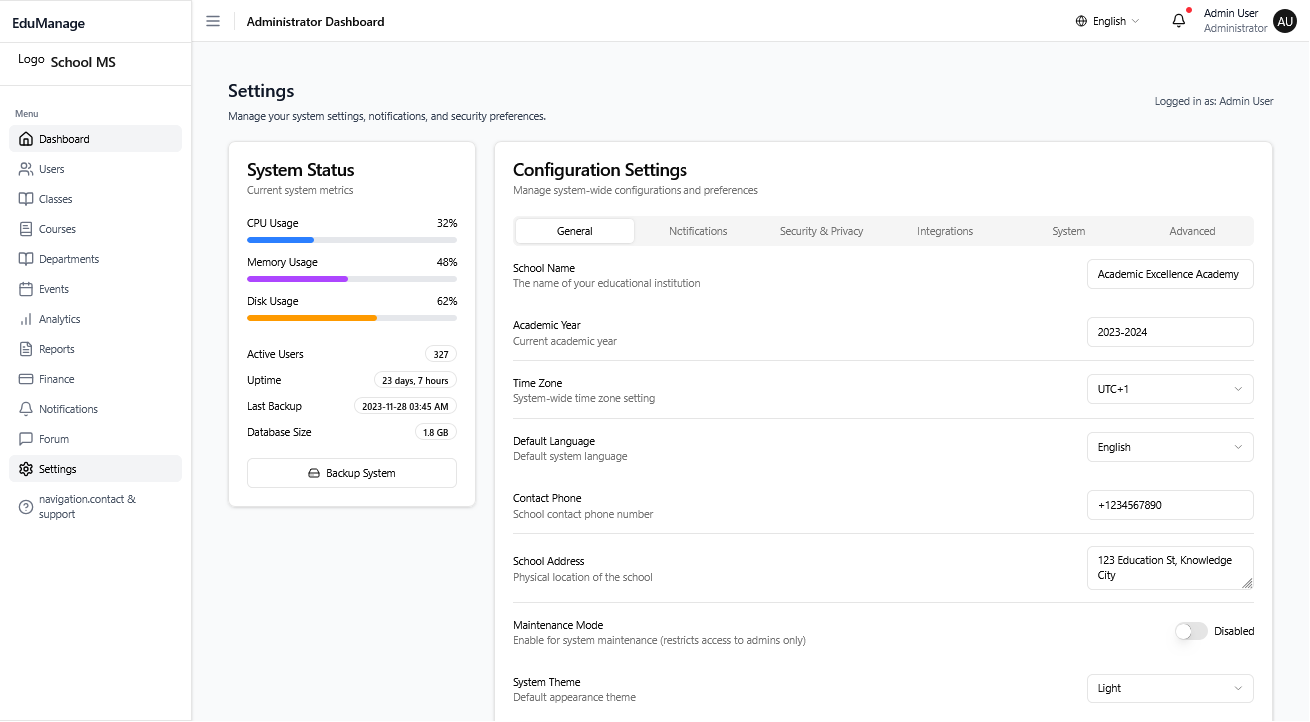 EduManage
Administrator Dashboard
English
Admin User
Administrator
AU
Logo
School MS
Menu
Dashboard
Users
Classes
Courses
Departments
Events
Analytics
Reports
Finance
Notifications
Forum
Settings
navigation.contact &
support
Settings
Manage your system settings, notifications, and security preferences.
Logged in as: Admin User
System Status
Current system metrics
CPU Usage 32%
Memory Usage 48%
Disk Usage 62%
Active Users 327
Uptime 23 days, 7 hours
Last Backup 2023-11-28 03:45 AM
Database Size 1.8 GB
Backup System
Configuration Settings
Manage system-wide configurations and preferences
General Notifications Security & Privacy Integrations System Advanced
School Name
The name of your educational institution
Academic Excellence Academy
Academic Year
Current academic year
2023-2024
Time Zone
System-wide time zone setting
UTC+1
Default Language
Default system language
English
Contact Phone
School contact phone number
+1234567890
School Address
Physical location of the school
123 Education St, Knowledge
City
Maintenance Mode
Enable for system maintenance (restricts access to admins only)
Disabled
System Theme
Default appearance theme
Light